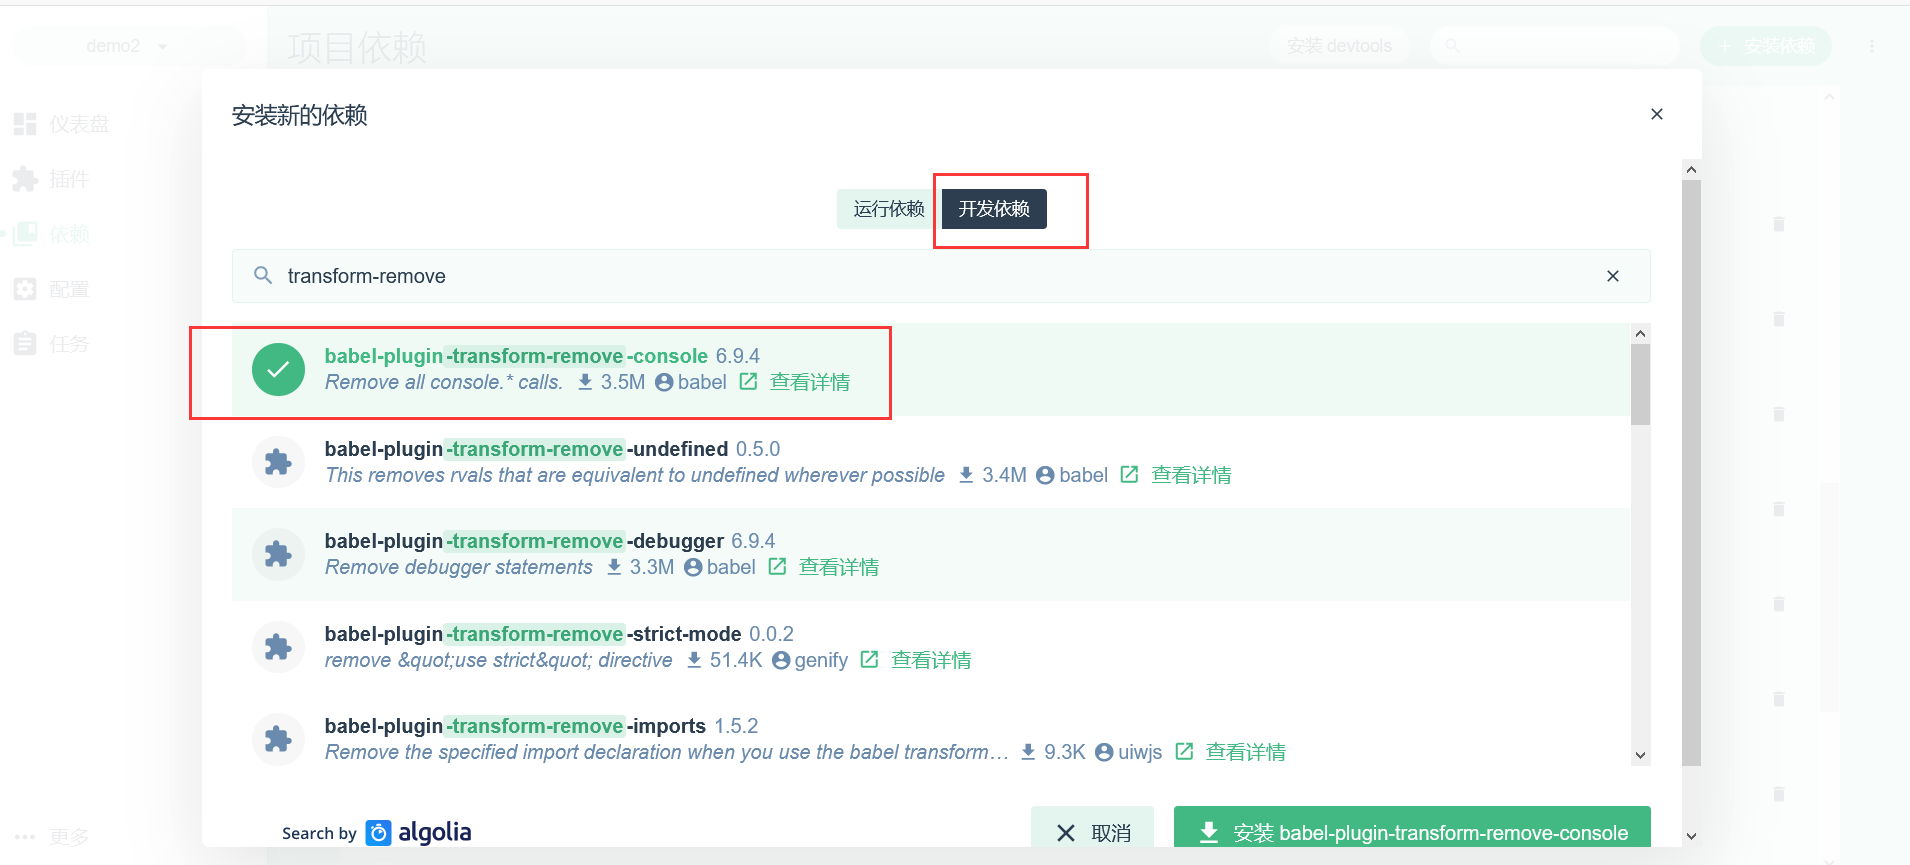 demo2
项目依赖
安装 devtools
+ 安装依赖
仪表盘
插件
依赖
配置
任务
更多
安装新的依赖
运行依赖
开发依赖
transform-remove
babel-plugin-transform-remove-console 6.9.4
Remove all console.* calls. 3.5M babel 查看详情
babel-plugin-transform-remove-undefined 0.5.0
This removes rvals that are equivalent to undefined wherever possible 3.4M babel 查看详情
babel-plugin-transform-remove-debugger 6.9.4
Remove debugger statements 3.3M babel 查看详情
babel-plugin-transform-remove-strict-mode 0.0.2
remove &quot;use strict&quot; directive 51.4K genify 查看详情
babel-plugin-transform-remove-imports 1.5.2
Remove the specified import declaration when you use the babel transform… 9.3K uiwjs 查看详情
Search by algolia
取消
安装 babel-plugin-transform-remove-console